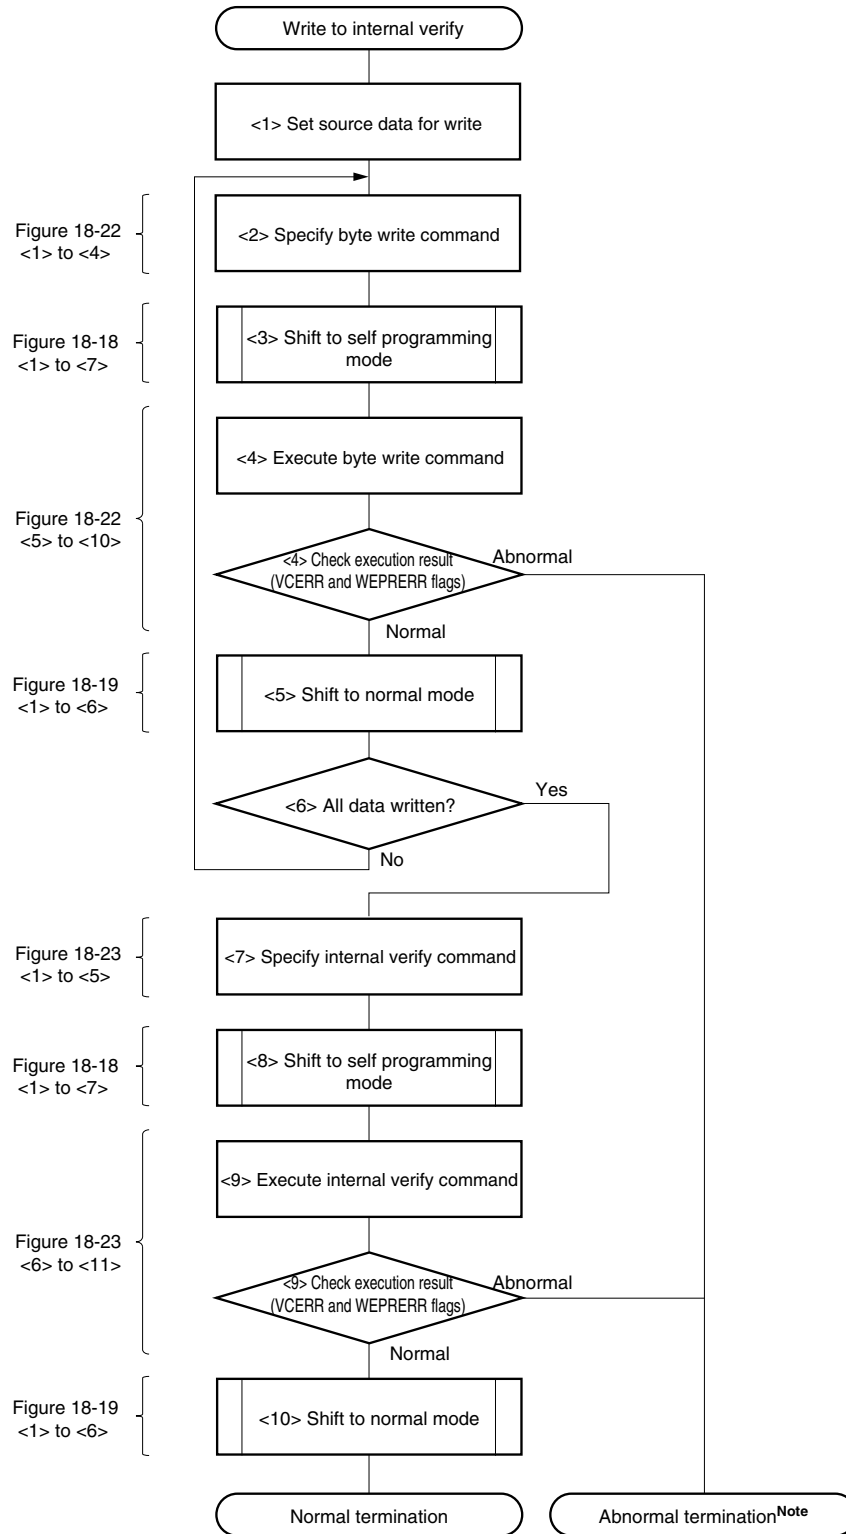 Write to internal verify
<1> Set source data for write
Figure 18-22
<1> to <4>
<2> Specify byte write command
Figure 18-18
<1> to <7>
<3> Shift to self programming
mode
<4> Execute byte write command
Figure 18-22
<5> to <10>
<4> Check execution result
(VCERR and WEPRERR flags)
Abnormal
Normal
Figure 18-19
<1> to <6>
<5> Shift to normal mode
<6> All data written?
Yes
No
Figure 18-23
<1> to <5>
<7> Specify internal verify command
Figure 18-18
<1> to <7>
<8> Shift to self programming
mode
<9> Execute internal verify command
Figure 18-23
<6> to <11>
<9> Check execution result
(VCERR and WEPRERR flags)
Abnormal
Normal
Figure 18-19
<1> to <6>
<10> Shift to normal mode
Normal termination
Abnormal terminationNote